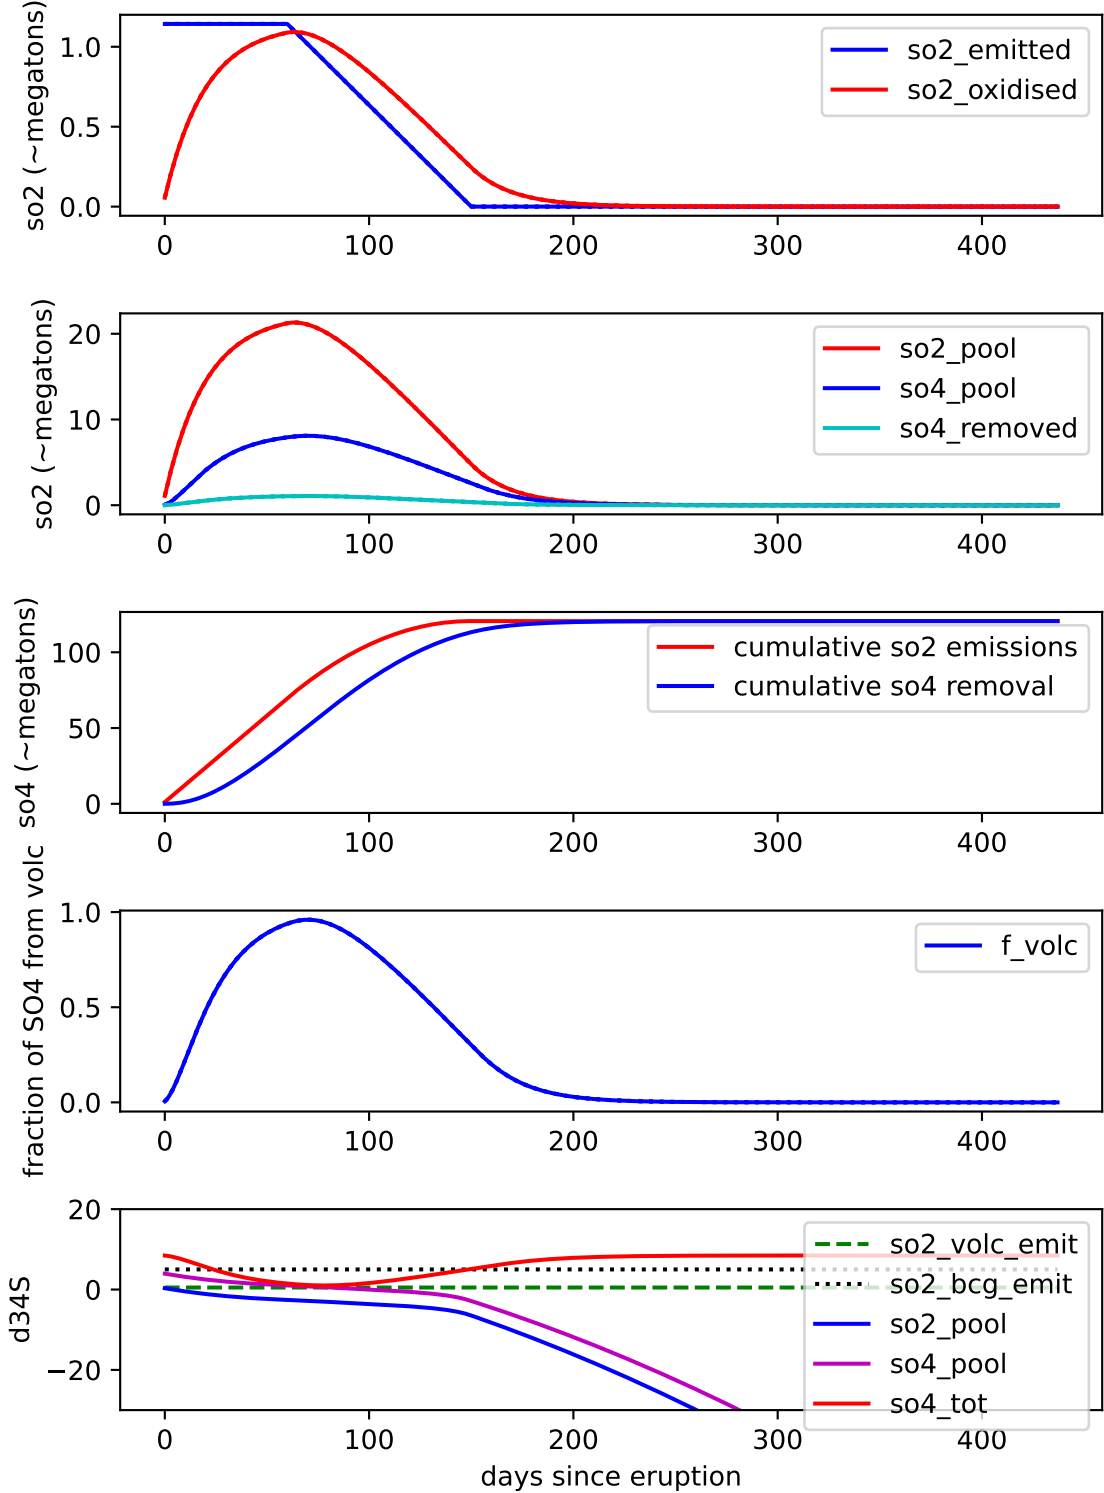 so2 (~megatons)
1.0
0.5
0.0
so2_emitted
so2_oxidised
0 100 200 300 400
so2 (~megatons)
20
10
0
so2_pool
so4_pool
so4_removed
0 100 200 300 400
so4 (~megatons)
100
50
0
cumulative so2 emissions
cumulative so4 removal
0 100 200 300 400
fraction of SO4 from volc
1.0
0.5
0.0
f_volc
0 100 200 300 400
d34S
20
0
−20
so2_volc_emit
so2_bcg_emit
so2_pool
so4_pool
so4_tot
0 100 200 300 400
days since eruption